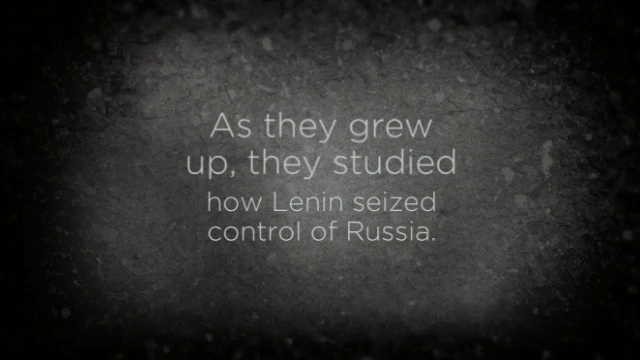 As they grew
up, they studied
how Lenin seized
control of Russia.